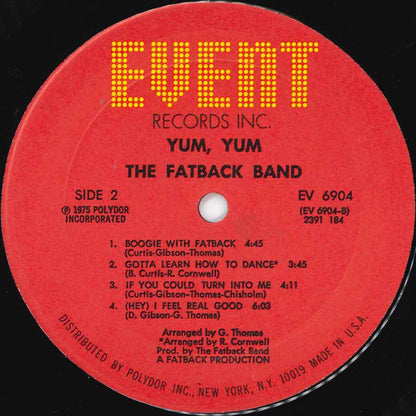 EVENT
RECORDS INC.
YUM, YUM
THE FATBACK BAND
SIDE 2
EV 6904
℗ 1975 POLYDOR
INCORPORATED
(EV 6904-B)
2391 184
1. BOOGIE WITH FATBACK 4:45
(Curtis-Gibson-Thomas)
2. GOTTA LEARN HOW TO DANCE* 3:45
(B. Curtis-R. Cornwell)
3. IF YOU COULD TURN INTO ME 4:11
(Curtis-Gibson-Thomas-Chisholm)
4. (HEY) I FEEL REAL GOOD 6:03
(D. Gibson-G. Thomas)
Arranged by G. Thomas
*Arranged by R. Cornwell
Prod. by The Fatback Band
A FATBACK PRODUCTION
DISTRIBUTED BY POLYDOR INC., NEW YORK, N.Y. 10019 MADE IN U.S.A.